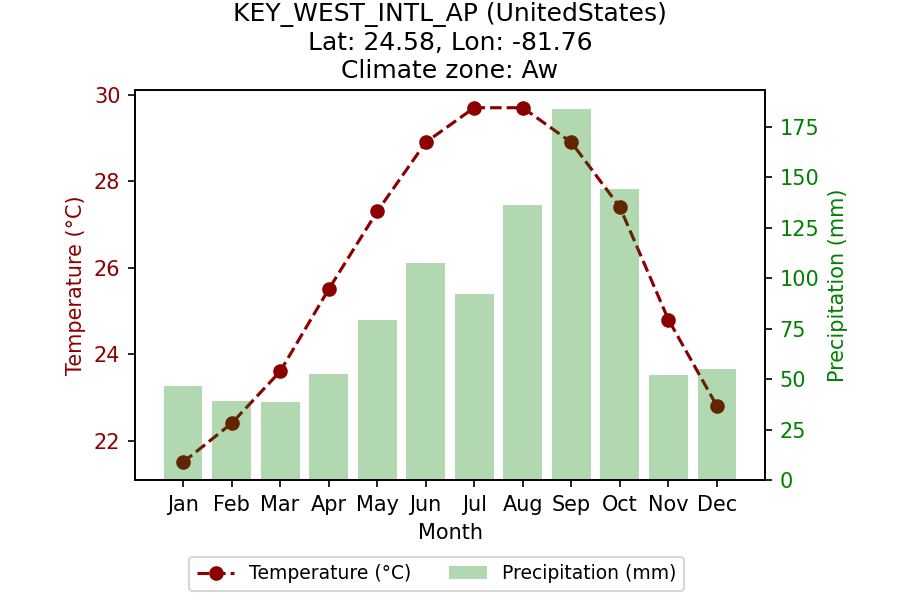 KEY_WEST_INTL_AP (UnitedStates)
Lat: 24.58, Lon: -81.76
Climate zone: Aw
30
28
26
24
22
Temperature (°C)
175
150
125
100
75
50
25
0
Precipitation (mm)
Jan Feb Mar Apr May Jun Jul Aug Sep Oct Nov Dec
Month
Temperature (°C) Precipitation (mm)